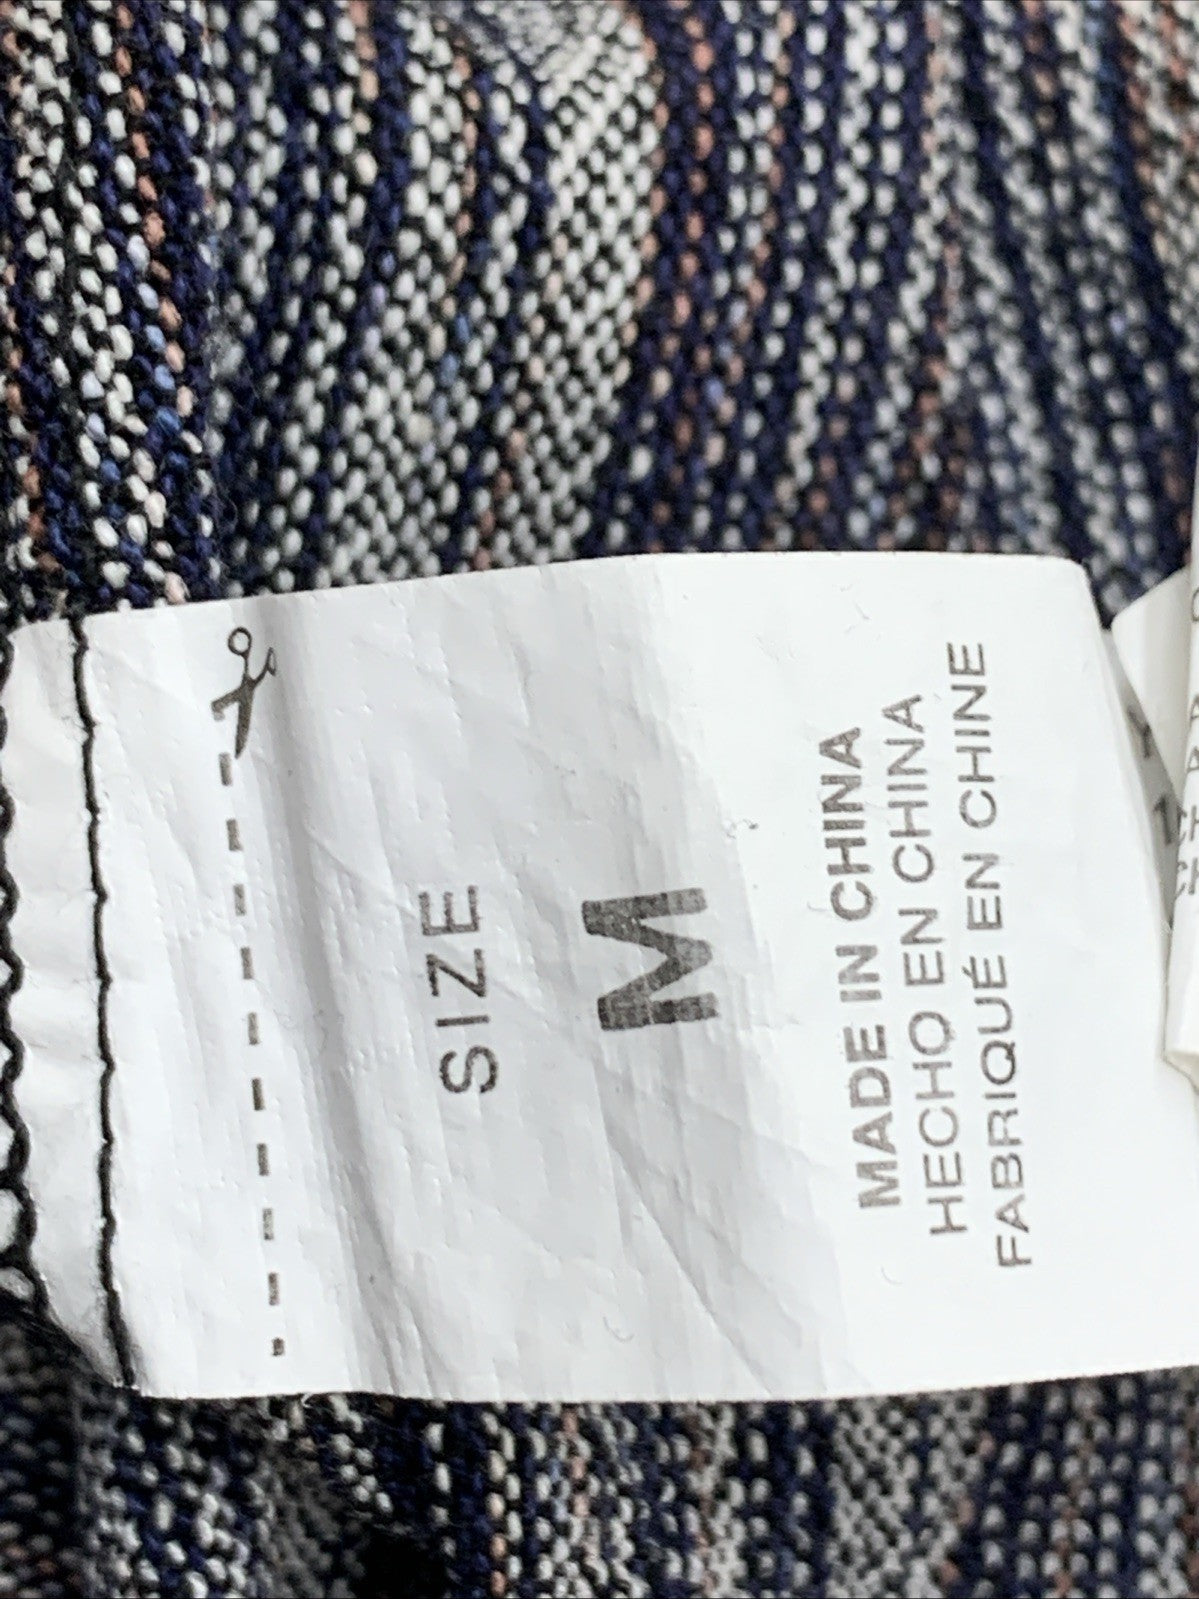 SIZE
M
MADE IN CHINA
HECHO EN CHINA
FABRIQUÉ EN CHINE